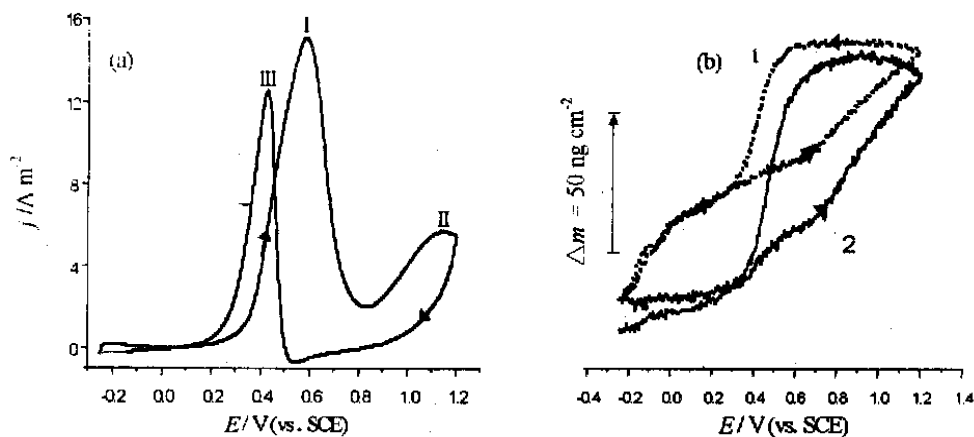 (a)
I
III
II
16
12
8
4
0
j /A m⁻²
-0.2 0.0 0.2 0.4 0.6 0.8 1.0 1.2
E/V(vs. SCE)
(b)
1
2
△m = 50 ng cm⁻²
-0.4 -0.2 0.0 0.2 0.4 0.6 0.8 1.0 1.2 1.4
E/V(vs. SCE)